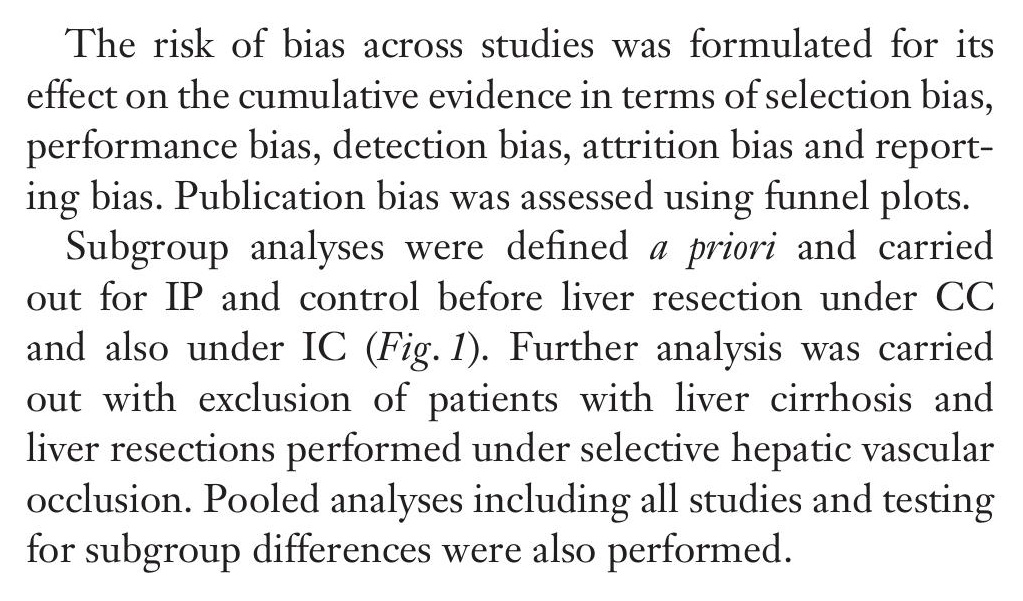 The risk of bias across studies was formulated for its
effect on the cumulative evidence in terms of selection bias,
performance bias, detection bias, attrition bias and report-
ing bias. Publication bias was assessed using funnel plots.
Subgroup analyses were defined a priori and carried
out for IP and control before liver resection under CC
and also under IC (Fig. 1). Further analysis was carried
out with exclusion of patients with liver cirrhosis and
liver resections performed under selective hepatic vascular
occlusion. Pooled analyses including all studies and testing
for subgroup differences were also performed.